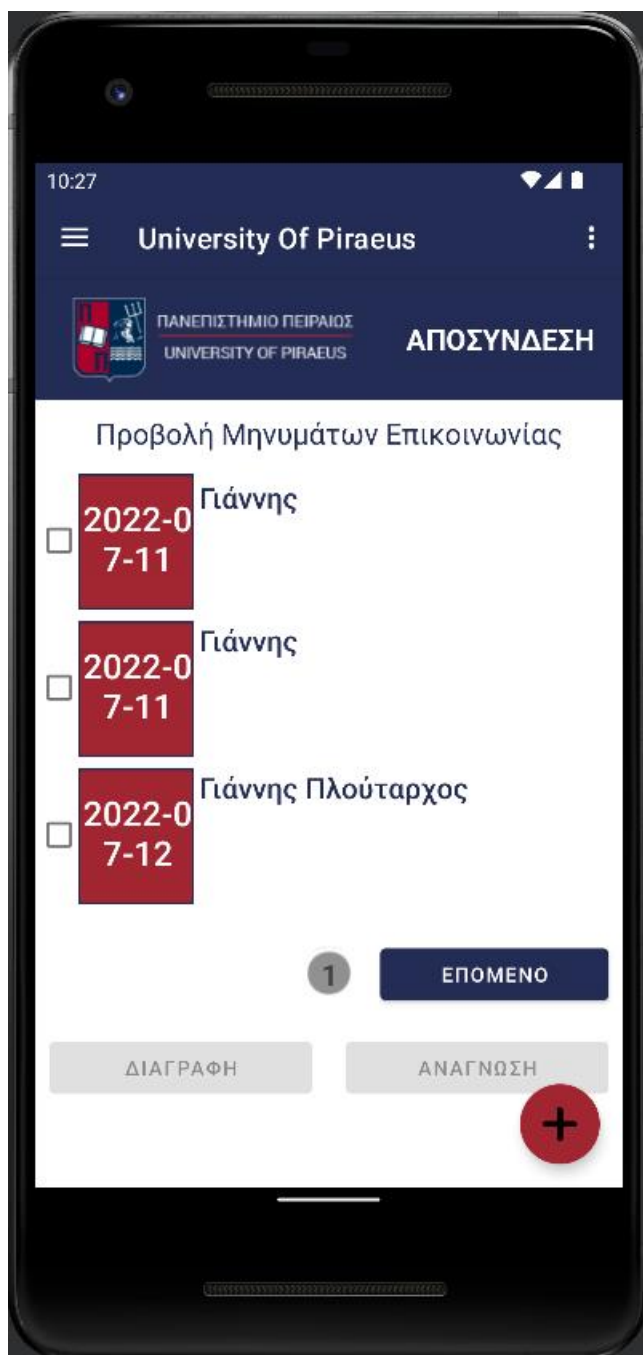 10:27
University Of Piraeus
ΠΑΝΕΠΙΣΤΗΜΙΟ ΠΕΙΡΑΙΩΣ
UNIVERSITY OF PIRAEUS
ΑΠΟΣΥΝΔΕΣΗ
Προβολή Μηνυμάτων Επικοινωνίας
2022-0
7-11
Γιάννης
2022-0
7-11
Γιάννης
2022-0
7-12
Γιάννης Πλούταρχος
1
ΕΠΟΜΕΝΟ
ΔΙΑΓΡΑΦΗ
ΑΝΑΓΝΩΣΗ
+